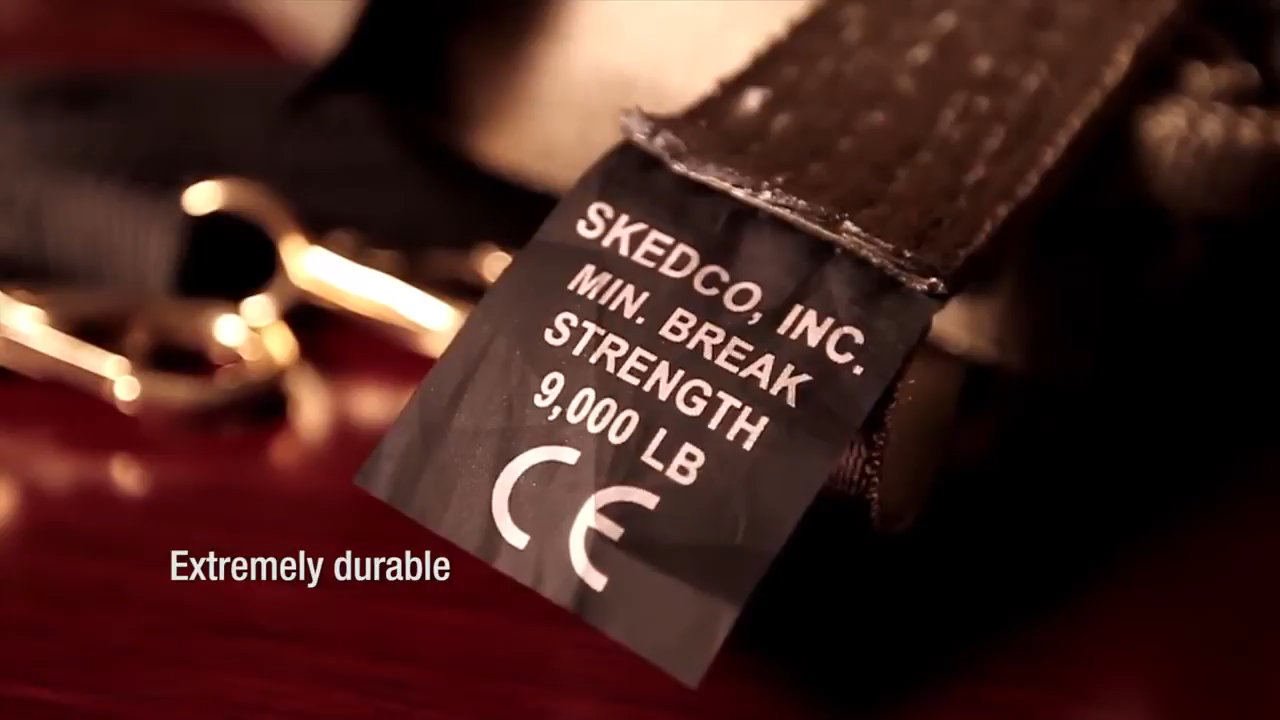 SKEDCO, INC.
MIN. BREAK
STRENGTH
9,000 LB
CE
Extremely durable